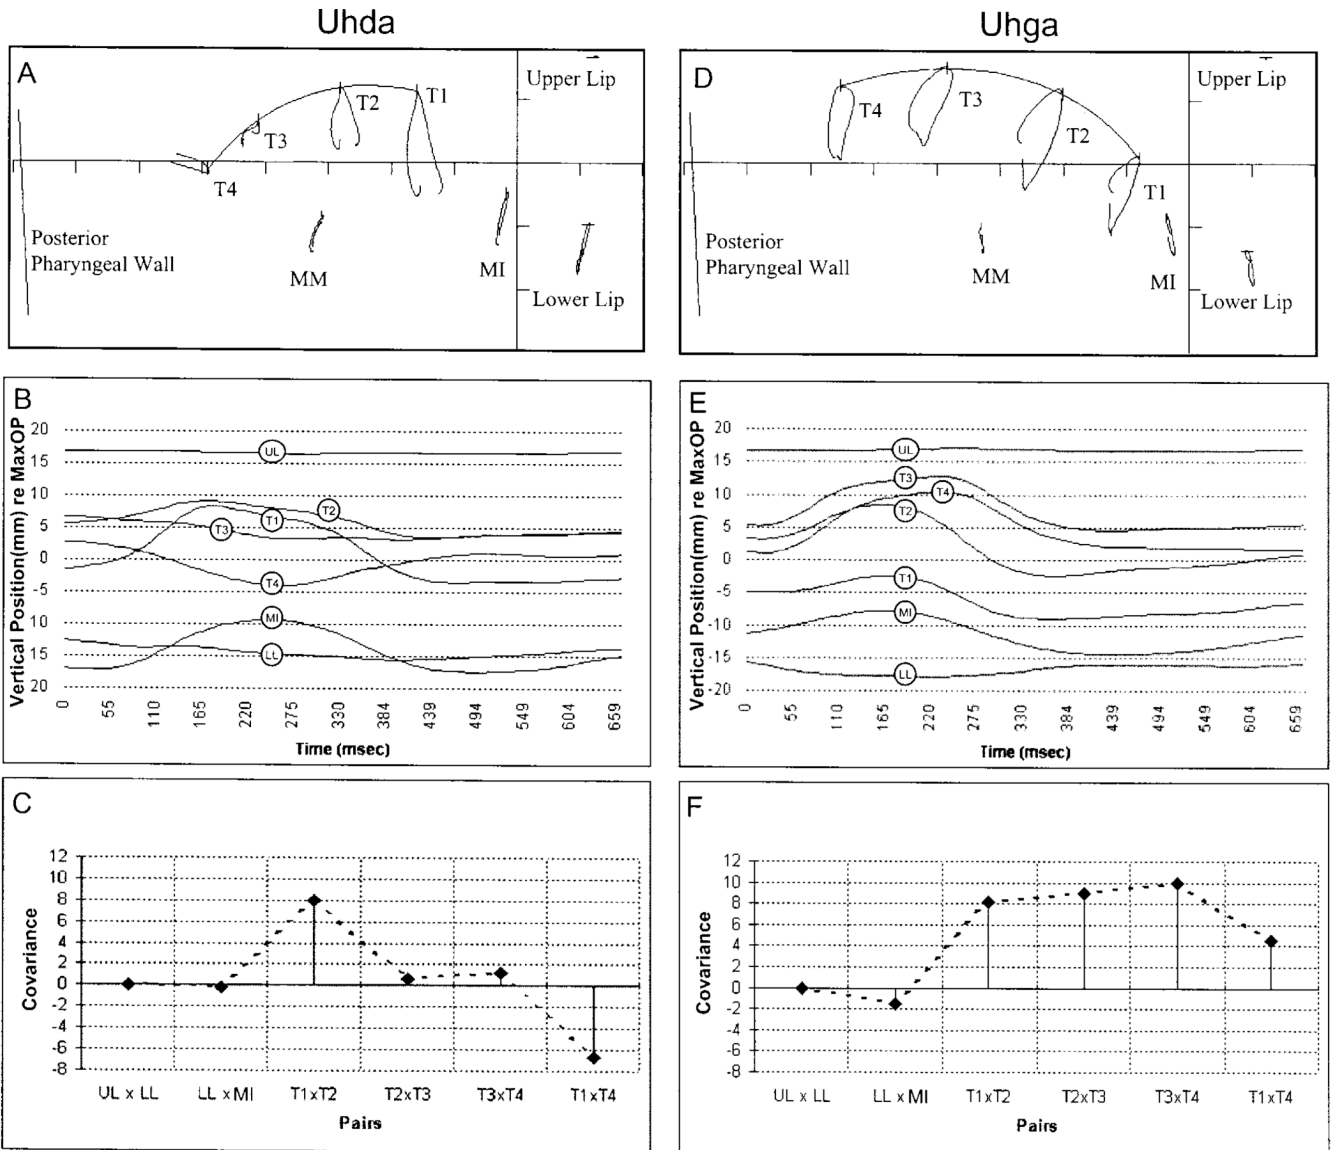 Uhda
Uhga
A
Upper Lip
T2
T1
T3
T4
Posterior
Pharyngeal Wall
MM
MI
Lower Lip
D
Upper Lip
T4
T3
T2
T1
Posterior
Pharyngeal Wall
MM
MI
Lower Lip
B
Vertical Position(mm) re MaxOP
20
15
10
5
0
-5
10
15
20
UL
T2
T1
T3
T4
MI
LL
0 55 110 165 220 275 330 384 439 494 549 604 659
Time (msec)
E
Vertical Position(mm) re MaxOP
20
15
10
5
0
-5
-10
-15
-20
UL
T3
T4
T2
T1
MI
LL
0 55 110 165 220 275 330 384 439 494 549 604 659
Time (msec)
C
Covariance
12
10
8
6
4
2
0
-2
-4
-6
-8
UL x LL LL x MI T1xT2 T2xT3 T3xT4 T1xT4
Pairs
F
Covariance
12
10
8
6
4
2
0
-2
-4
-6
-8
UL x LL LL x MI T1xT2 T2xT3 T3xT4 T1xT4
Pairs